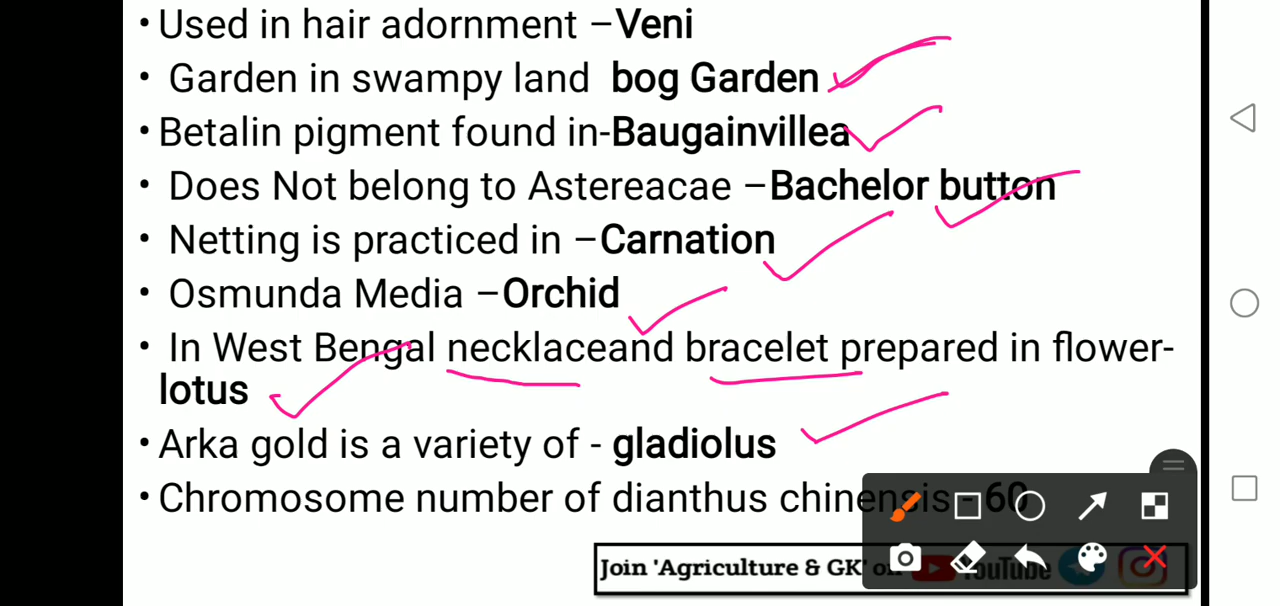 • Used in hair adornment –Veni
• Garden in swampy land bog Garden
• Betalin pigment found in-Baugainvillea
• Does Not belong to Astereacae –Bachelor button
• Netting is practiced in –Carnation
• Osmunda Media –Orchid
• In West Bengal necklaceand bracelet prepared in flower-
lotus
• Arka gold is a variety of - gladiolus
• Chromosome number of dianthus chinensis - 60
Join 'Agriculture & GK' on YouTube